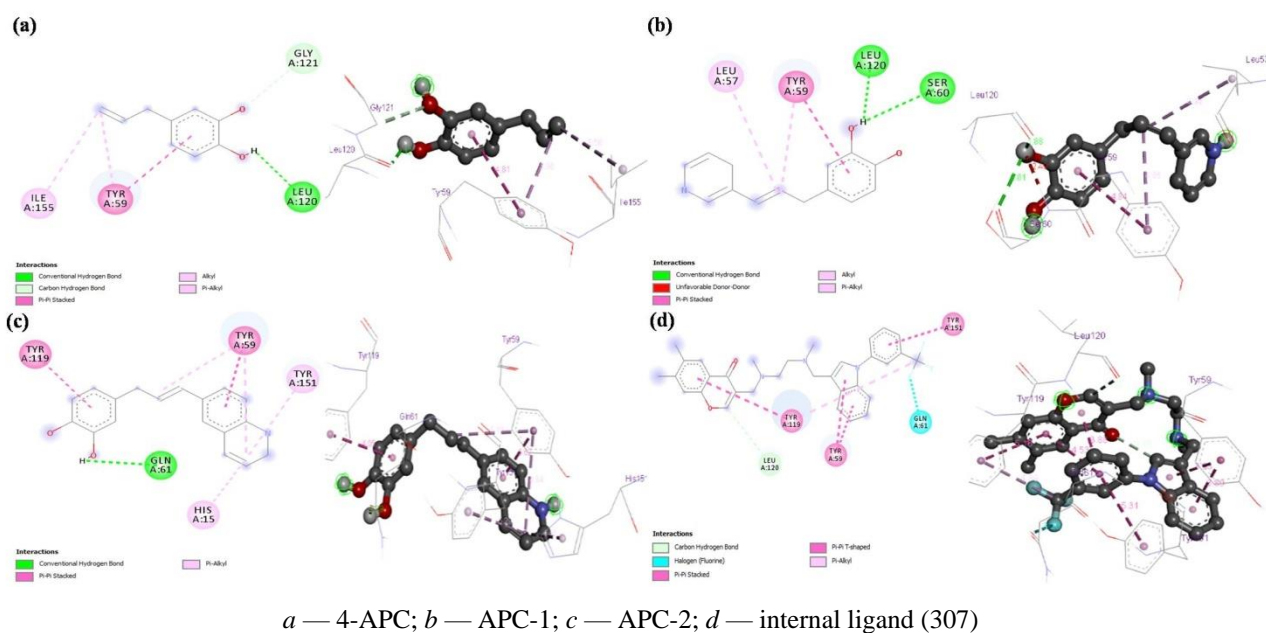 (a)
GLY
A:121
ILE
A:155
TYR
A:59
H
LEU
A:120
Gly121
Leu120
Tyr59
Ile155
Interactions
Conventional Hydrogen Bond
Carbon Hydrogen Bond
Pi-Pi Stacked
Alkyl
Pi-Alkyl
(b)
LEU
A:57
TYR
A:59
LEU
A:120
SER
A:60
H
Leu120
Interactions
Conventional Hydrogen Bond
Unfavorable Donor-Donor
Pi-Pi Stacked
Alkyl
Pi-Alkyl
(c)
TYR
A:119
TYR
A:59
TYR
A:151
H
GLN
A:61
HIS
A:15
Tyr119
Tyr59
Gln61
Interactions
Conventional Hydrogen Bond
Pi-Pi Stacked
Pi-Alkyl
(d)
TYR
A:151
TYR
A:119
GLN
A:61
LEU
A:120
TYR
A:59
Leu120
Tyr59
Tyr119
Interactions
Carbon Hydrogen Bond
Halogen (Fluorine)
Pi-Pi Stacked
Pi-Pi T-shaped
Pi-Alkyl
a — 4-APC; b — APC-1; c — APC-2; d — internal ligand (307)